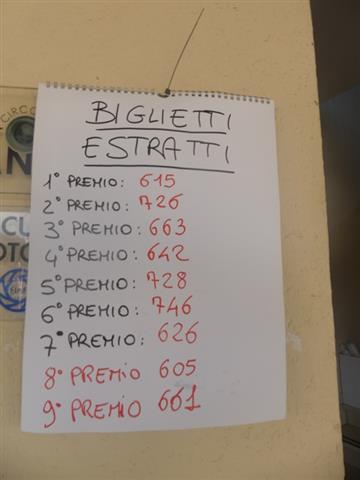 BIGLIETTI
ESTRATTI
1° PREMIO: 615
2° PREMIO: 726
3° PREMIO: 663
4° PREMIO: 642
5° PREMIO: 728
6° PREMIO: 746
7° PREMIO: 626
8° PREMIO 605
9° PREMIO 661